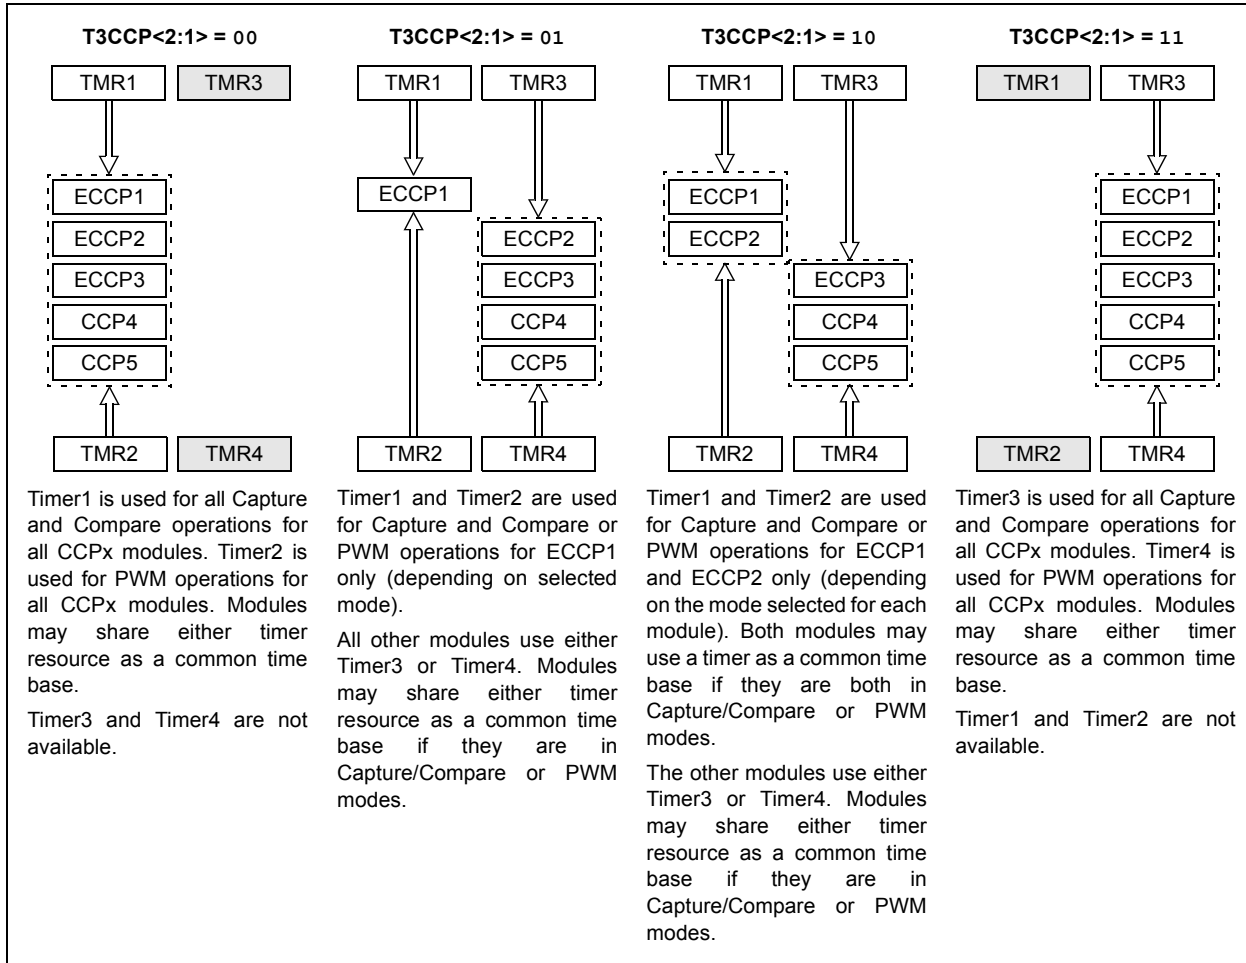 T3CCP<2:1> = 00
TMR1
TMR3
ECCP1
ECCP2
ECCP3
CCP4
CCP5
TMR2
TMR4
Timer1 is used for all Capture
and Compare operations for
all CCPx modules. Timer2 is
used for PWM operations for
all CCPx modules. Modules
may share either timer
resource as a common time
base.
Timer3 and Timer4 are not
available.
T3CCP<2:1> = 01
TMR1
TMR3
ECCP1
ECCP2
ECCP3
CCP4
CCP5
TMR2
TMR4
Timer1 and Timer2 are used
for Capture and Compare or
PWM operations for ECCP1
only (depending on selected
mode).
All other modules use either
Timer3 or Timer4. Modules
may share either timer
resource as a common time
base if they are in
Capture/Compare or PWM
modes.
T3CCP<2:1> = 10
TMR1
TMR3
ECCP1
ECCP2
ECCP3
CCP4
CCP5
TMR2
TMR4
Timer1 and Timer2 are used
for Capture and Compare or
PWM operations for ECCP1
and ECCP2 only (depending
on the mode selected for each
module). Both modules may
use a timer as a common time
base if they are both in
Capture/Compare or PWM
modes.
The other modules use either
Timer3 or Timer4. Modules
may share either timer
resource as a common time
base if they are in
Capture/Compare or PWM
modes.
T3CCP<2:1> = 11
TMR1
TMR3
ECCP1
ECCP2
ECCP3
CCP4
CCP5
TMR2
TMR4
Timer3 is used for all Capture
and Compare operations for
all CCPx modules. Timer4 is
used for PWM operations for
all CCPx modules. Modules
may share either timer
resource as a common time
base.
Timer1 and Timer2 are not
available.